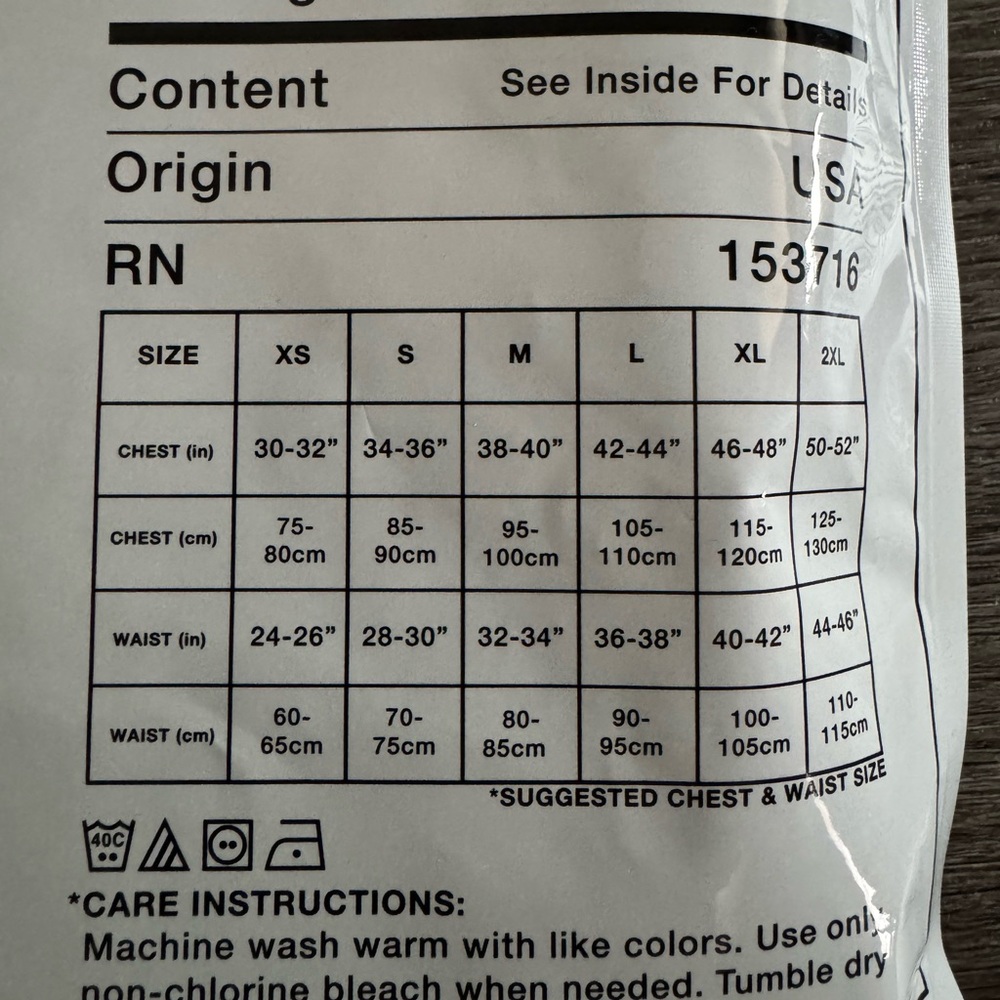 Content See Inside For Details
Origin USA
RN 153716
SIZE XS S M L XL 2XL
CHEST (in) 30-32” 34-36” 38-40” 42-44” 46-48” 50-52”
CHEST (cm) 75-80cm 85-90cm 95-100cm 105-110cm 115-120cm 125-130cm
WAIST (in) 24-26” 28-30” 32-34” 36-38” 40-42” 44-46”
WAIST (cm) 60-65cm 70-75cm 80-85cm 90-95cm 100-105cm 110-115cm
*SUGGESTED CHEST & WAIST SIZE
40C
*CARE INSTRUCTIONS:
Machine wash warm with like colors. Use only
non-chlorine bleach when needed. Tumble dry